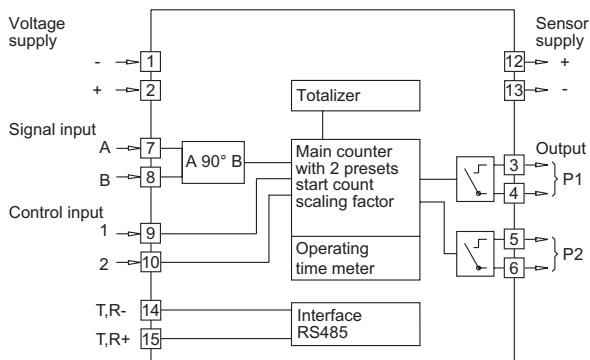 Voltage
supply
- 1
+ 2
Signal input
A 7
B 8
A 90° B
Control input
1 9
2 10
T,R- 14
T,R+ 15
Totalizer
Main counter
with 2 presets
start count
scaling factor
Operating
time meter
Interface
RS485
Sensor
supply
12 +
13 -
Output
3
4
P1
5
6
P2